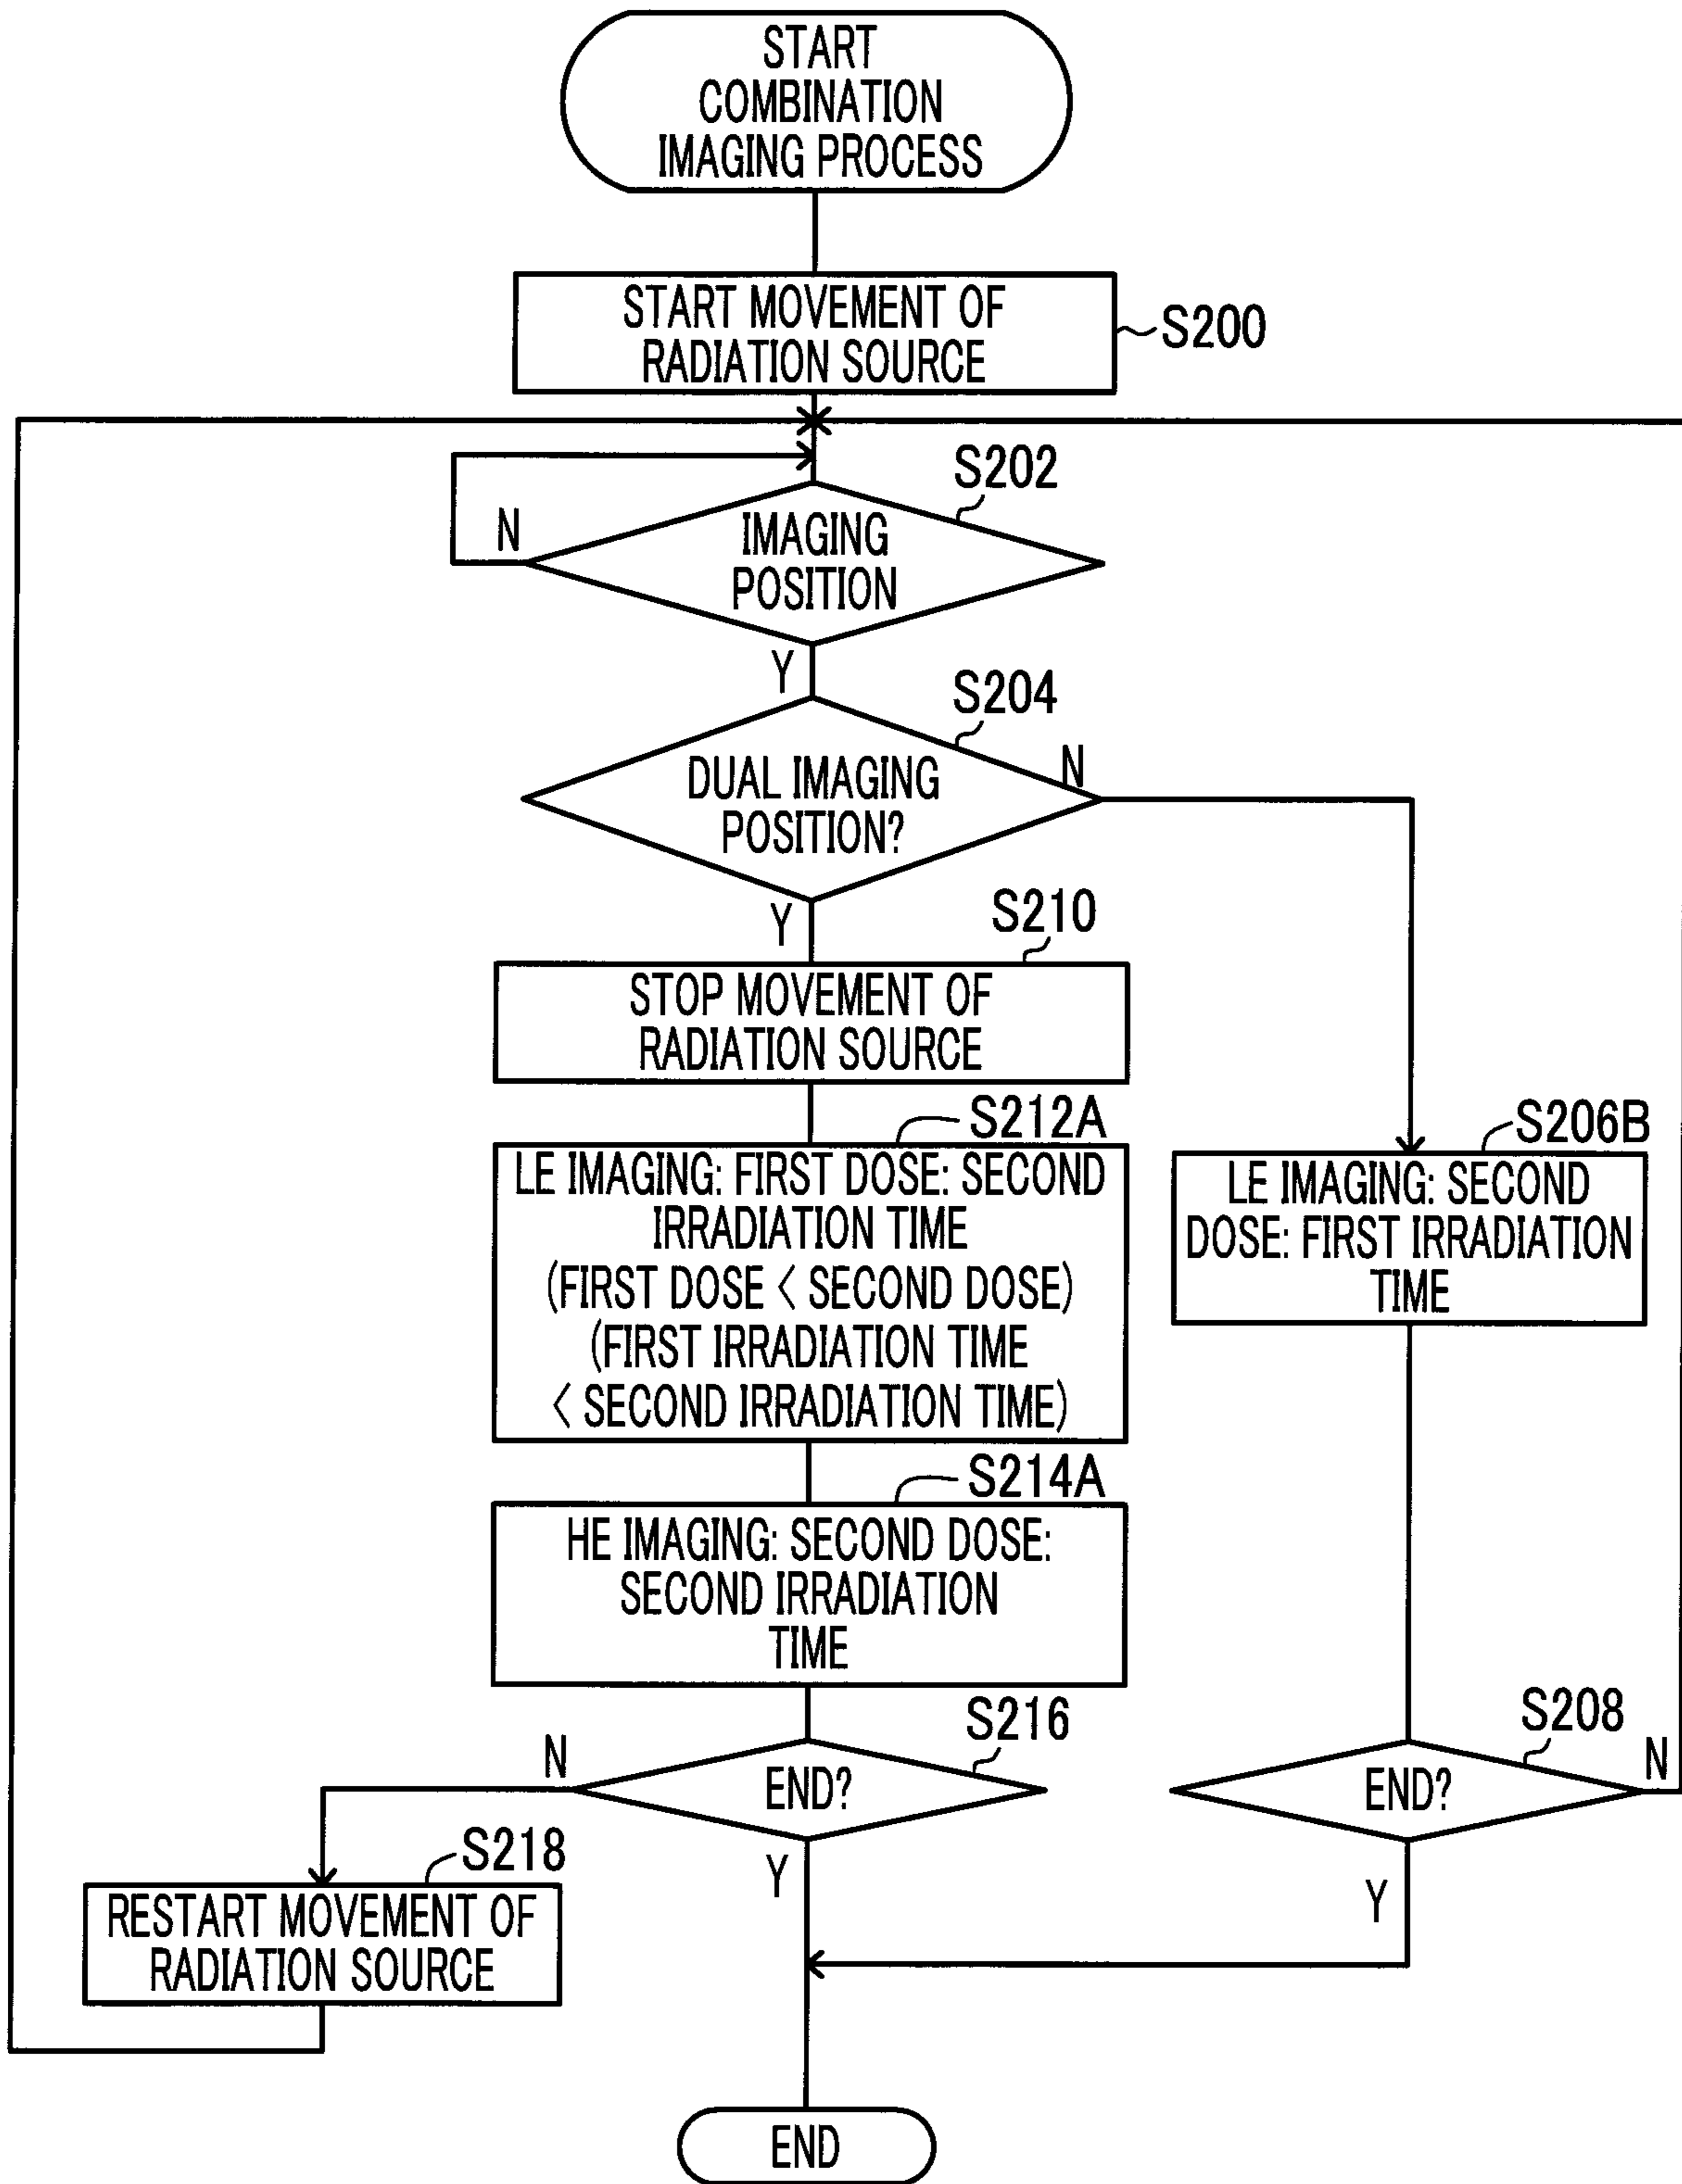 START
COMBINATION
IMAGING PROCESS
START MOVEMENT OF
RADIATION SOURCE
S200
S202
N
IMAGING
POSITION
Y
S204
N
DUAL IMAGING
POSITION?
Y
S210
STOP MOVEMENT OF
RADIATION SOURCE
S212A
LE IMAGING: FIRST DOSE: SECOND
IRRADIATION TIME
(FIRST DOSE < SECOND DOSE)
(FIRST IRRADIATION TIME
< SECOND IRRADIATION TIME)
S206B
LE IMAGING: SECOND
DOSE: FIRST IRRADIATION
TIME
S214A
HE IMAGING: SECOND DOSE:
SECOND IRRADIATION
TIME
S216
N
END?
Y
S208
END?
N
Y
S218
RESTART MOVEMENT OF
RADIATION SOURCE
END